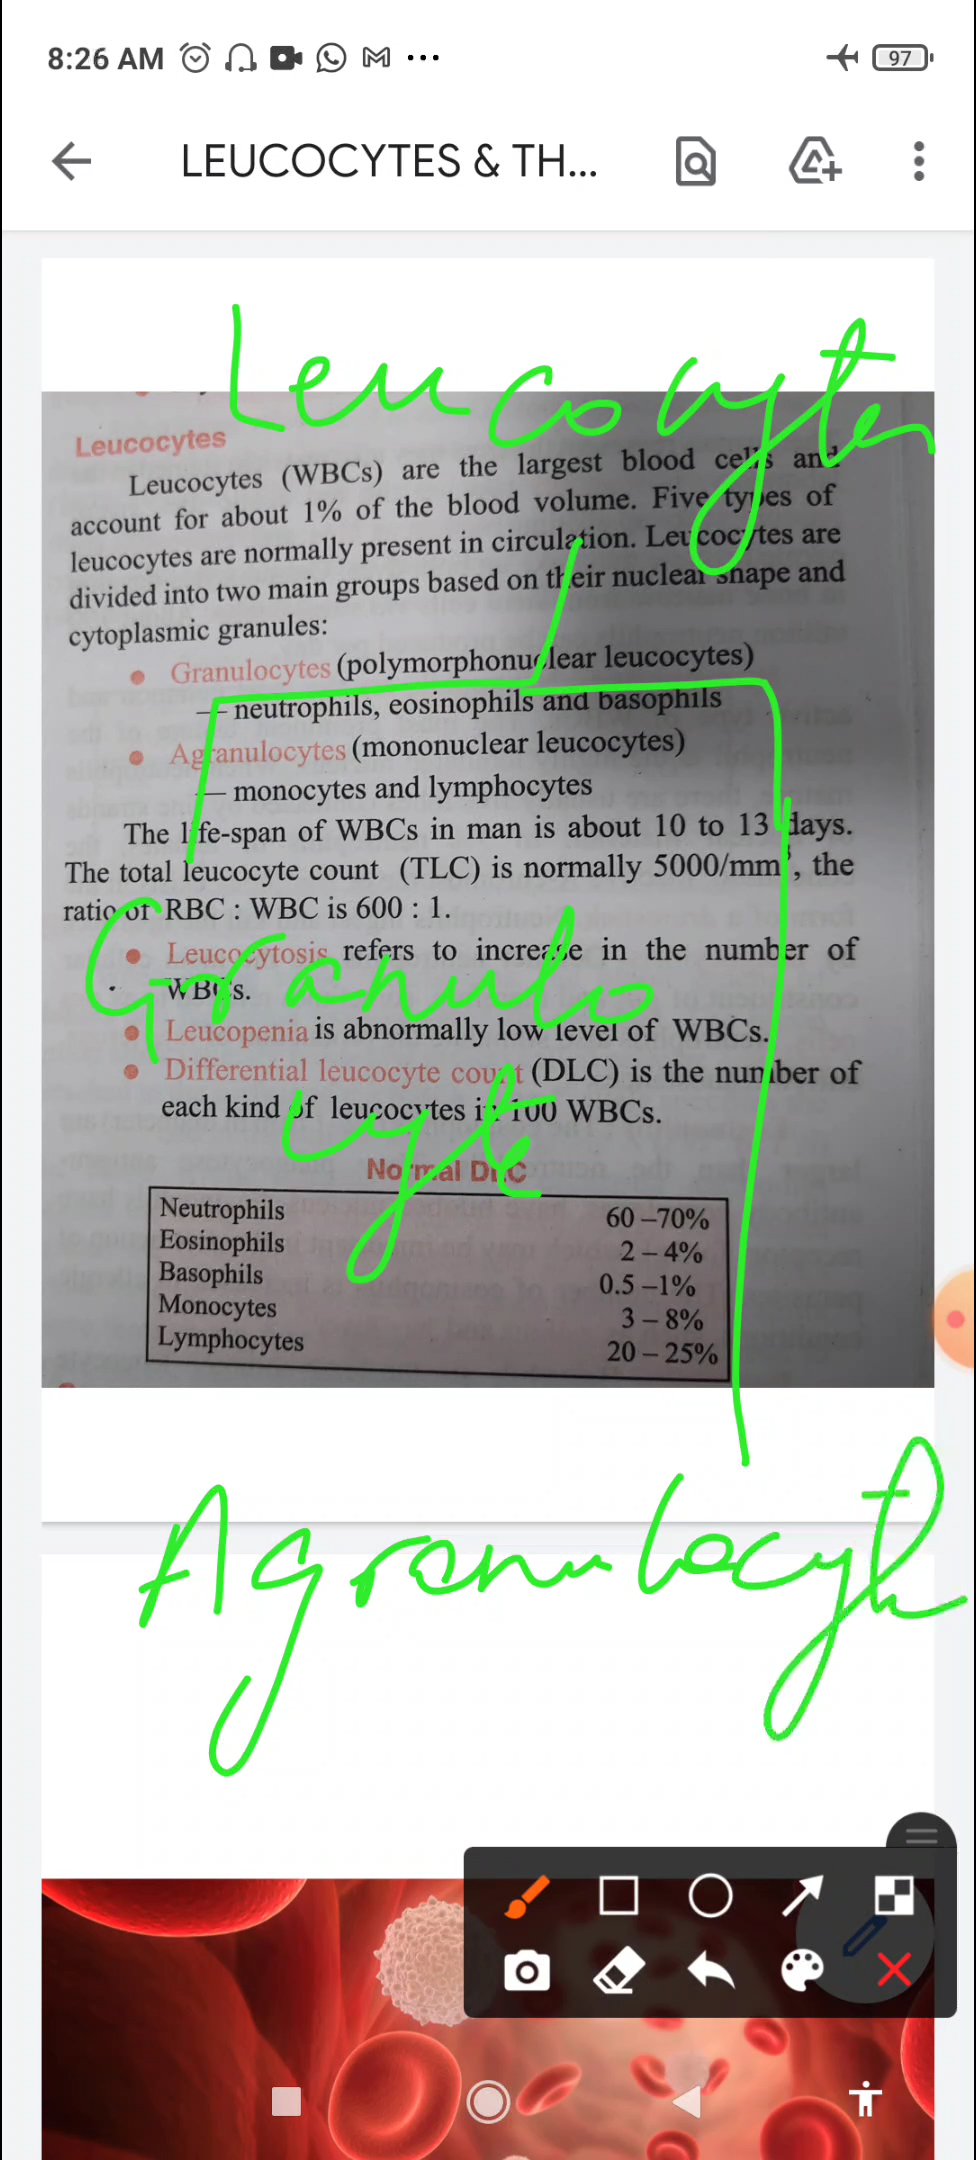 8:26 AM
97
LEUCOCYTES & TH...
Leucocytes
Leucocytes
Leucocytes (WBCs) are the largest blood cells and
account for about 1% of the blood volume. Five types of
leucocytes are normally present in circulation. Leucocytes are
divided into two main groups based on their nuclear shape and
cytoplasmic granules:
• Granulocytes (polymorphonuclear leucocytes)
— neutrophils, eosinophils and basophils
• Agranulocytes (mononuclear leucocytes)
— monocytes and lymphocytes
The life-span of WBCs in man is about 10 to 13 days.
The total leucocyte count (TLC) is normally 5000/mm³, the
ratio of RBC : WBC is 600 : 1.
• Leucocytosis refers to increase in the number of
WBCs.
Granulo
• Leucopenia is abnormally low level of WBCs.
• Differential leucocyte count (DLC) is the number of
each kind of leucocytes in 100 WBCs.
cyte
Normal DLC
Neutrophils 60 – 70%
Eosinophils 2 – 4%
Basophils 0.5 – 1%
Monocytes 3 – 8%
Lymphocytes 20 – 25%
Agranulocyte